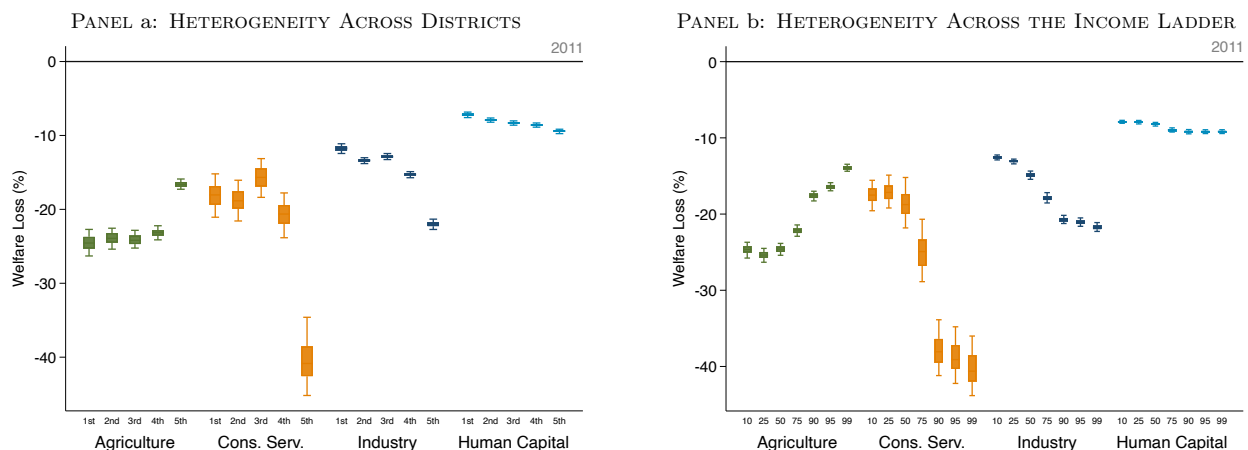 PANEL a: HETEROGENEITY ACROSS DISTRICTS
2011
0
-10
-20
-30
-40
Welfare Loss (%)
1st 2nd 3rd 4th 5th 1st 2nd 3rd 4th 5th 1st 2nd 3rd 4th 5th 1st 2nd 3rd 4th 5th
Agriculture Cons. Serv. Industry Human Capital
PANEL b: HETEROGENEITY ACROSS THE INCOME LADDER
2011
0
-10
-20
-30
-40
Welfare Loss (%)
10 25 50 75 90 95 99 10 25 50 75 90 95 99 10 25 50 75 90 95 99 10 25 50 75 90 95 99
Agriculture Cons. Serv. Industry Human Capital